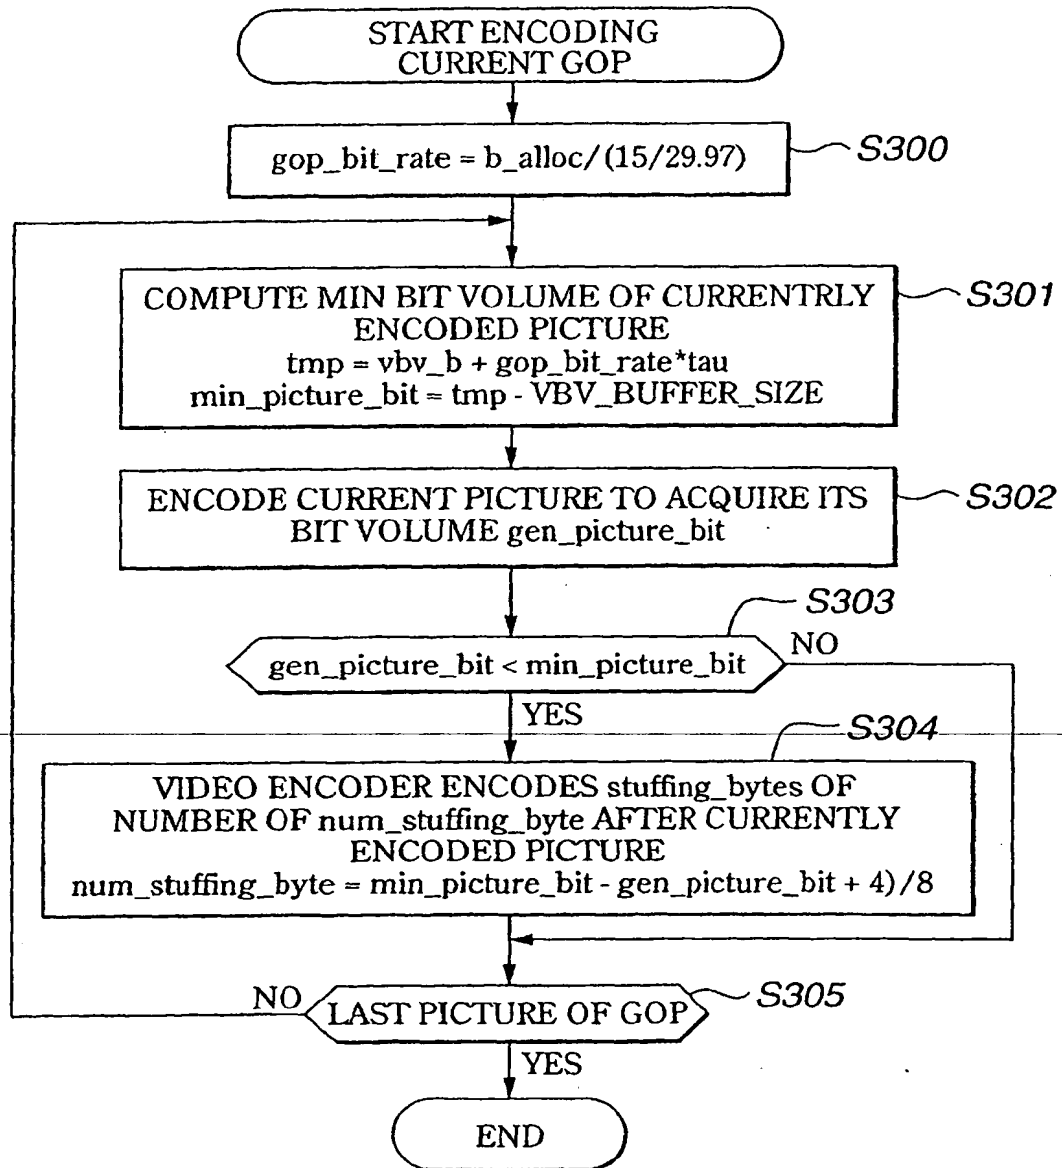 START ENCODING
CURRENT GOP
gop_bit_rate = b_alloc/(15/29.97)
S300
COMPUTE MIN BIT VOLUME OF CURRENTRLY
ENCODED PICTURE
tmp = vbv_b + gop_bit_rate*tau
min_picture_bit = tmp - VBV_BUFFER_SIZE
S301
ENCODE CURRENT PICTURE TO ACQUIRE ITS
BIT VOLUME gen_picture_bit
S302
S303
gen_picture_bit < min_picture_bit
NO
YES
S304
VIDEO ENCODER ENCODES stuffing_bytes OF
NUMBER OF num_stuffing_byte AFTER CURRENTLY
ENCODED PICTURE
num_stuffing_byte = min_picture_bit - gen_picture_bit + 4)/8
NO
LAST PICTURE OF GOP
S305
YES
END